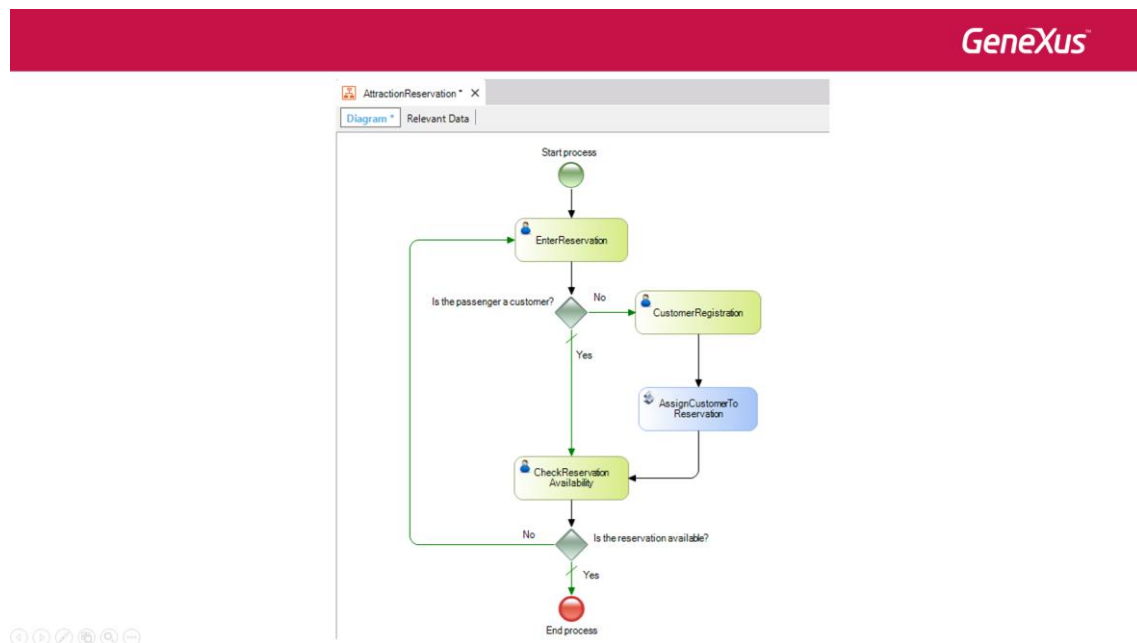 GeneXus™
AttractionReservation * X
Diagram * Relevant Data
Start process
EnterReservation
Is the passenger a customer?
No
CustomerRegistration
Yes
AssignCustomerTo
Reservation
CheckReservation
Availability
No
Is the reservation available?
Yes
End process